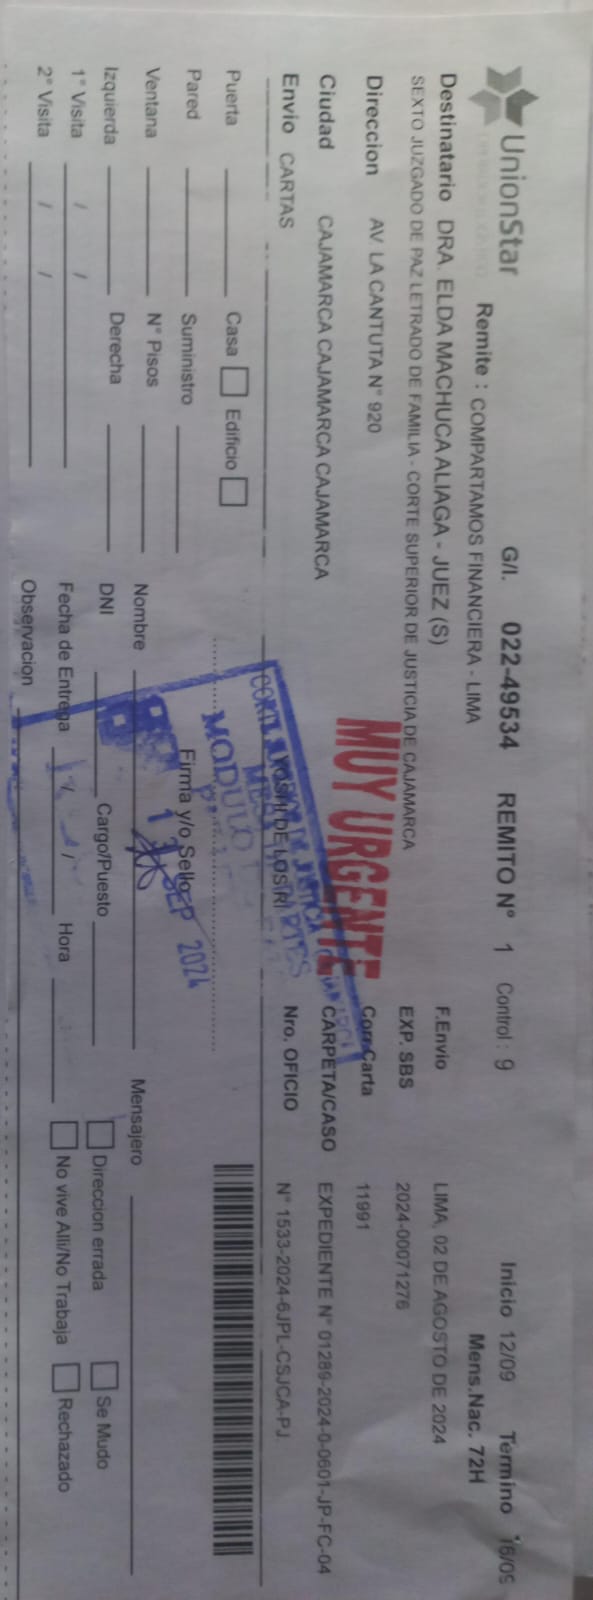 UnionStar
G/I. 022-49534 REMITO N° 1 Control : 9 Inicio 12/09 Termino 16/09
Remite : COMPARTAMOS FINANCIERA - LIMA Mens.Nac. 72H
Destinatario DRA. ELDA MACHUCA ALIAGA - JUEZ (S) F.Envio LIMA, 02 DE AGOSTO DE 2024
SEXTO JUZGADO DE PAZ LETRADO DE FAMILIA - CORTE SUPERIOR DE JUSTICIA DE CAJAMARCA EXP. SBS 2024-00071276
Direccion AV. LA CANTUTA N° 920 Corr.Carta 11991
MUY URGENTE
Ciudad CAJAMARCA CAJAMARCA CAJAMARCA CARPETA/CASO EXPEDIENTE N° 01289-2024-0-0601-JP-FC-04
Envio CARTAS Nro. OFICIO N° 1533-2024-6JPL-CSJCA-PJ.
MODULO
SEP 2024
Puerta Casa Edificio
Pared Suministro Firma y/o Sello
Ventana N° Pisos Nombre Mensajero
Izquierda Derecha DNI Cargo/Puesto Direccion errada Se Mudo
1° Visita / / Fecha de Entrega / / Hora No vive Alli/No Trabaja Rechazado
2° Visita / / Observacion